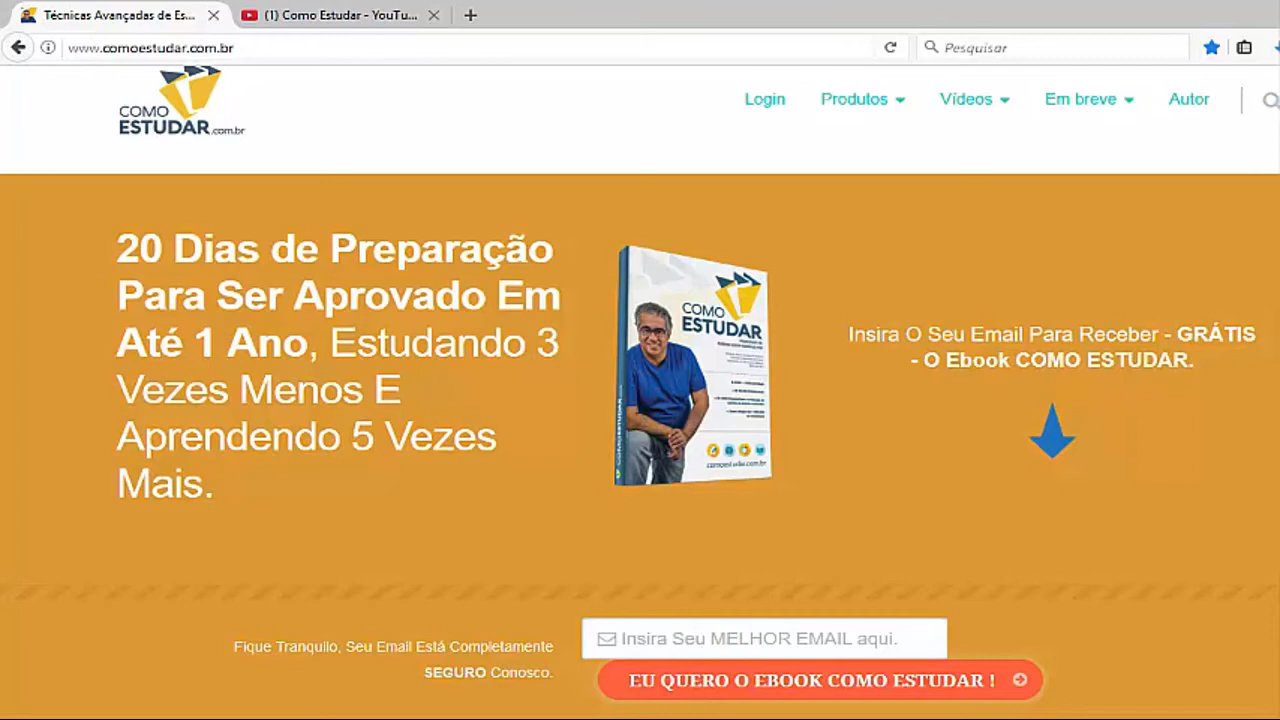 Técnicas Avançadas de Es...
(1) Como Estudar - YouTu...
www.comoestudar.com.br
Pesquisar
COMO
ESTUDAR.com.br
Login
Produtos
Vídeos
Em breve
Autor
20 Dias de Preparação
Para Ser Aprovado Em
Até 1 Ano, Estudando 3
Vezes Menos E
Aprendendo 5 Vezes
Mais.
COMO
ESTUDAR
comoestudar.com.br
Insira O Seu Email Para Receber - GRÁTIS
- O Ebook COMO ESTUDAR.
Fique Tranquilo, Seu Email Está Completamente
SEGURO Conosco.
Insira Seu MELHOR EMAIL aqui.
EU QUERO O EBOOK COMO ESTUDAR !